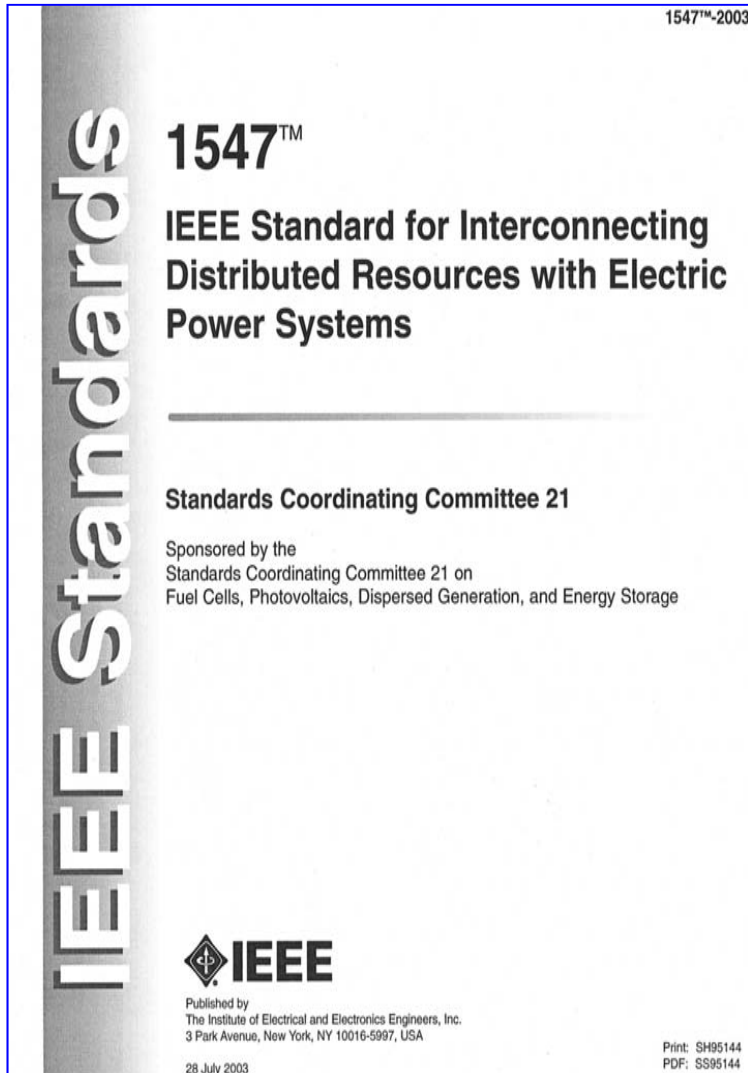 1547™-2003
IEEE Standards
1547™
IEEE Standard for Interconnecting
Distributed Resources with Electric
Power Systems
Standards Coordinating Committee 21
Sponsored by the
Standards Coordinating Committee 21 on
Fuel Cells, Photovoltaics, Dispersed Generation, and Energy Storage
IEEE
Published by
The Institute of Electrical and Electronics Engineers, Inc.
3 Park Avenue, New York, NY 10016-5997, USA
28 July 2003
Print: SH95144
PDF: SS95144